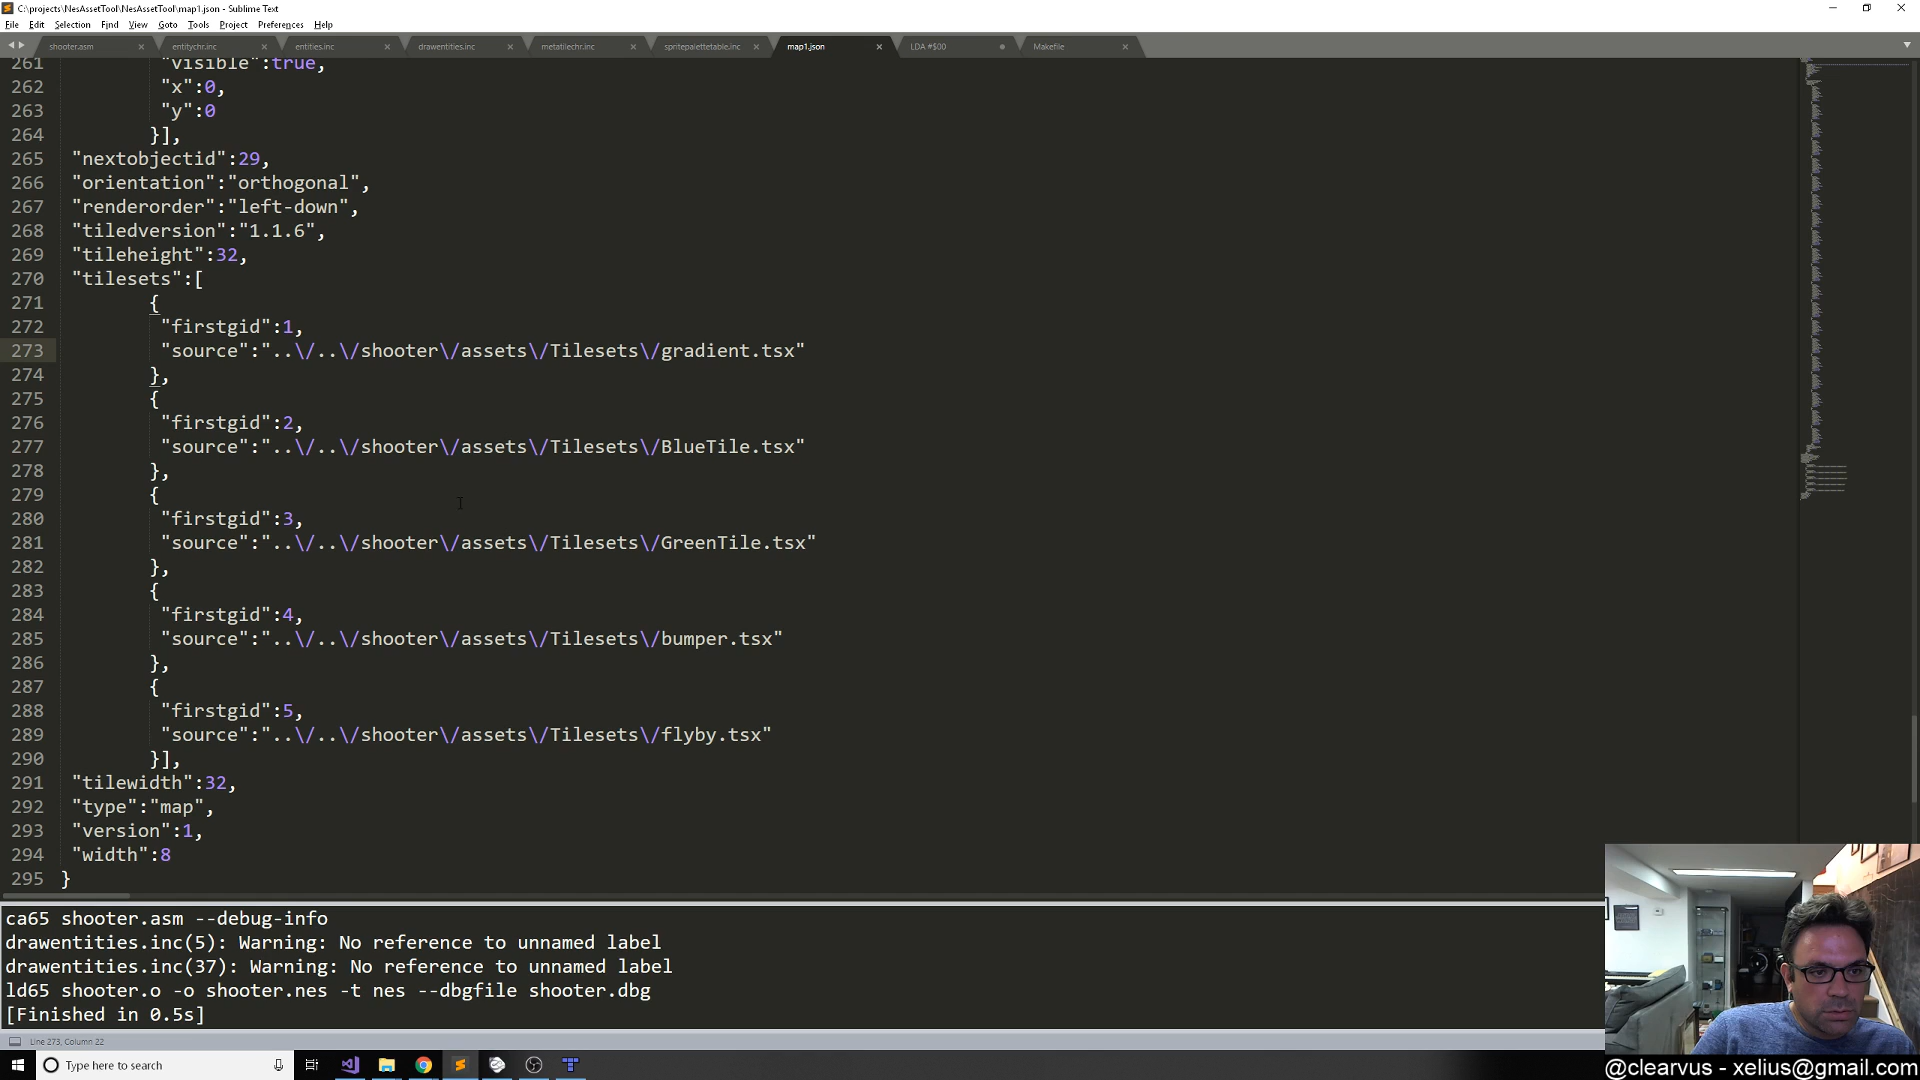 C:\projects\NesAssetTool\NesAssetTool\map1.json - Sublime Text
File Edit Selection Find View Goto Tools Project Preferences Help
shooter.asm entitychr.inc entities.inc drawentities.inc metatilechr.inc spritepalettetable.inc map1.json LDA #$00 Makefile
261 "visible":true,
262 "x":0,
263 "y":0
264 }],
265 "nextobjectid":29,
266 "orientation":"orthogonal",
267 "renderorder":"left-down",
268 "tiledversion":"1.1.6",
269 "tileheight":32,
270 "tilesets":[
271 {
272 "firstgid":1,
273 "source":"..\/..\/shooter\/assets\/Tilesets\/gradient.tsx"
274 },
275 {
276 "firstgid":2,
277 "source":"..\/..\/shooter\/assets\/Tilesets\/BlueTile.tsx"
278 },
279 {
280 "firstgid":3,
281 "source":"..\/..\/shooter\/assets\/Tilesets\/GreenTile.tsx"
282 },
283 {
284 "firstgid":4,
285 "source":"..\/..\/shooter\/assets\/Tilesets\/bumper.tsx"
286 },
287 {
288 "firstgid":5,
289 "source":"..\/..\/shooter\/assets\/Tilesets\/flyby.tsx"
290 }],
291 "tilewidth":32,
292 "type":"map",
293 "version":1,
294 "width":8
295 }
ca65 shooter.asm --debug-info
drawentities.inc(5): Warning: No reference to unnamed label
drawentities.inc(37): Warning: No reference to unnamed label
ld65 shooter.o -o shooter.nes -t nes --dbgfile shooter.dbg
[Finished in 0.5s]
Line 273, Column 22
Type here to search
@clearvus - xelius@gmail.com